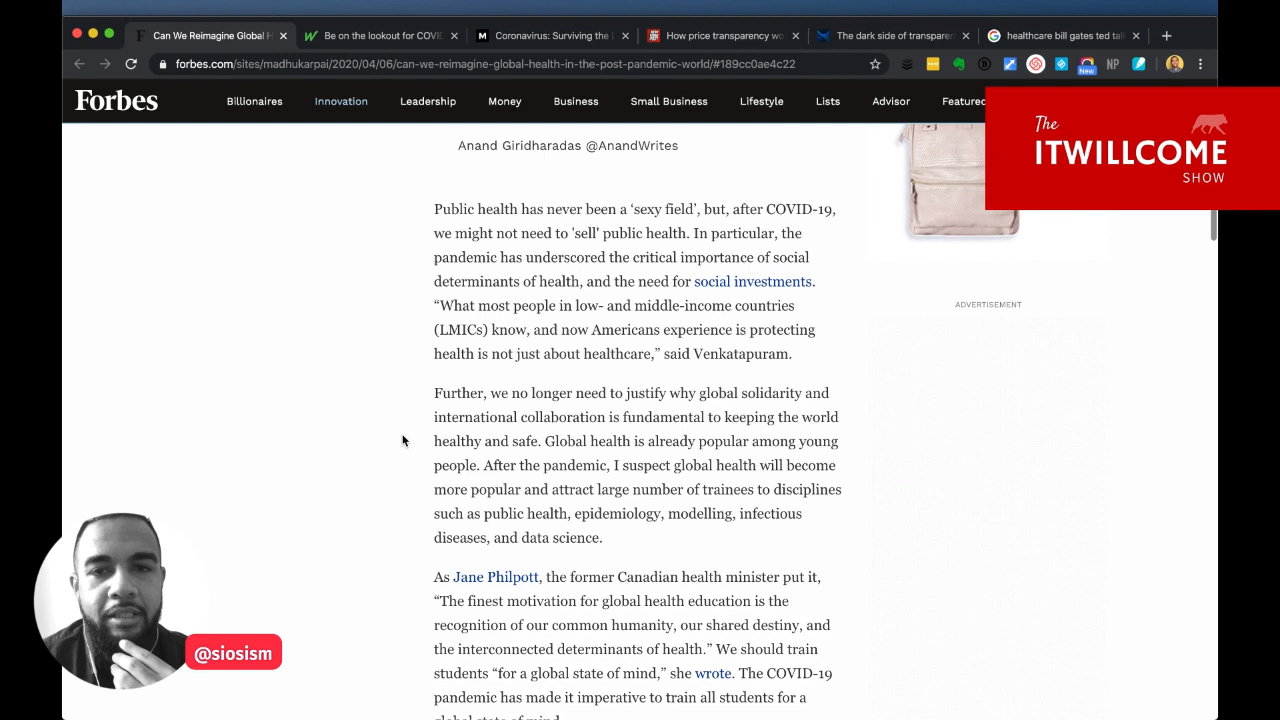 Can We Reimagine Global H
Be on the lookout for COVI
Coronavirus: Surviving the
How price transparency wo
The dark side of transparen
healthcare bill gates ted talk
forbes.com/sites/madhukarpai/2020/04/06/can-we-reimagine-global-health-in-the-post-pandemic-world/#189cc0ae4c22
NP
New
Forbes
Billionaires
Innovation
Leadership
Money
Business
Small Business
Lifestyle
Lists
Advisor
Featured
The
ITWILLCOME
SHOW
Anand Giridharadas @AnandWrites
Public health has never been a ‘sexy field’, but, after COVID-19,
we might not need to 'sell' public health. In particular, the
pandemic has underscored the critical importance of social
determinants of health, and the need for social investments.
“What most people in low- and middle-income countries
(LMICs) know, and now Americans experience is protecting
health is not just about healthcare,” said Venkatapuram.
ADVERTISEMENT
Further, we no longer need to justify why global solidarity and
international collaboration is fundamental to keeping the world
healthy and safe. Global health is already popular among young
people. After the pandemic, I suspect global health will become
more popular and attract large number of trainees to disciplines
such as public health, epidemiology, modelling, infectious
diseases, and data science.
As Jane Philpott, the former Canadian health minister put it,
“The finest motivation for global health education is the
recognition of our common humanity, our shared destiny, and
the interconnected determinants of health.” We should train
students “for a global state of mind,” she wrote. The COVID-19
pandemic has made it imperative to train all students for a
global state of mind.
@siosism